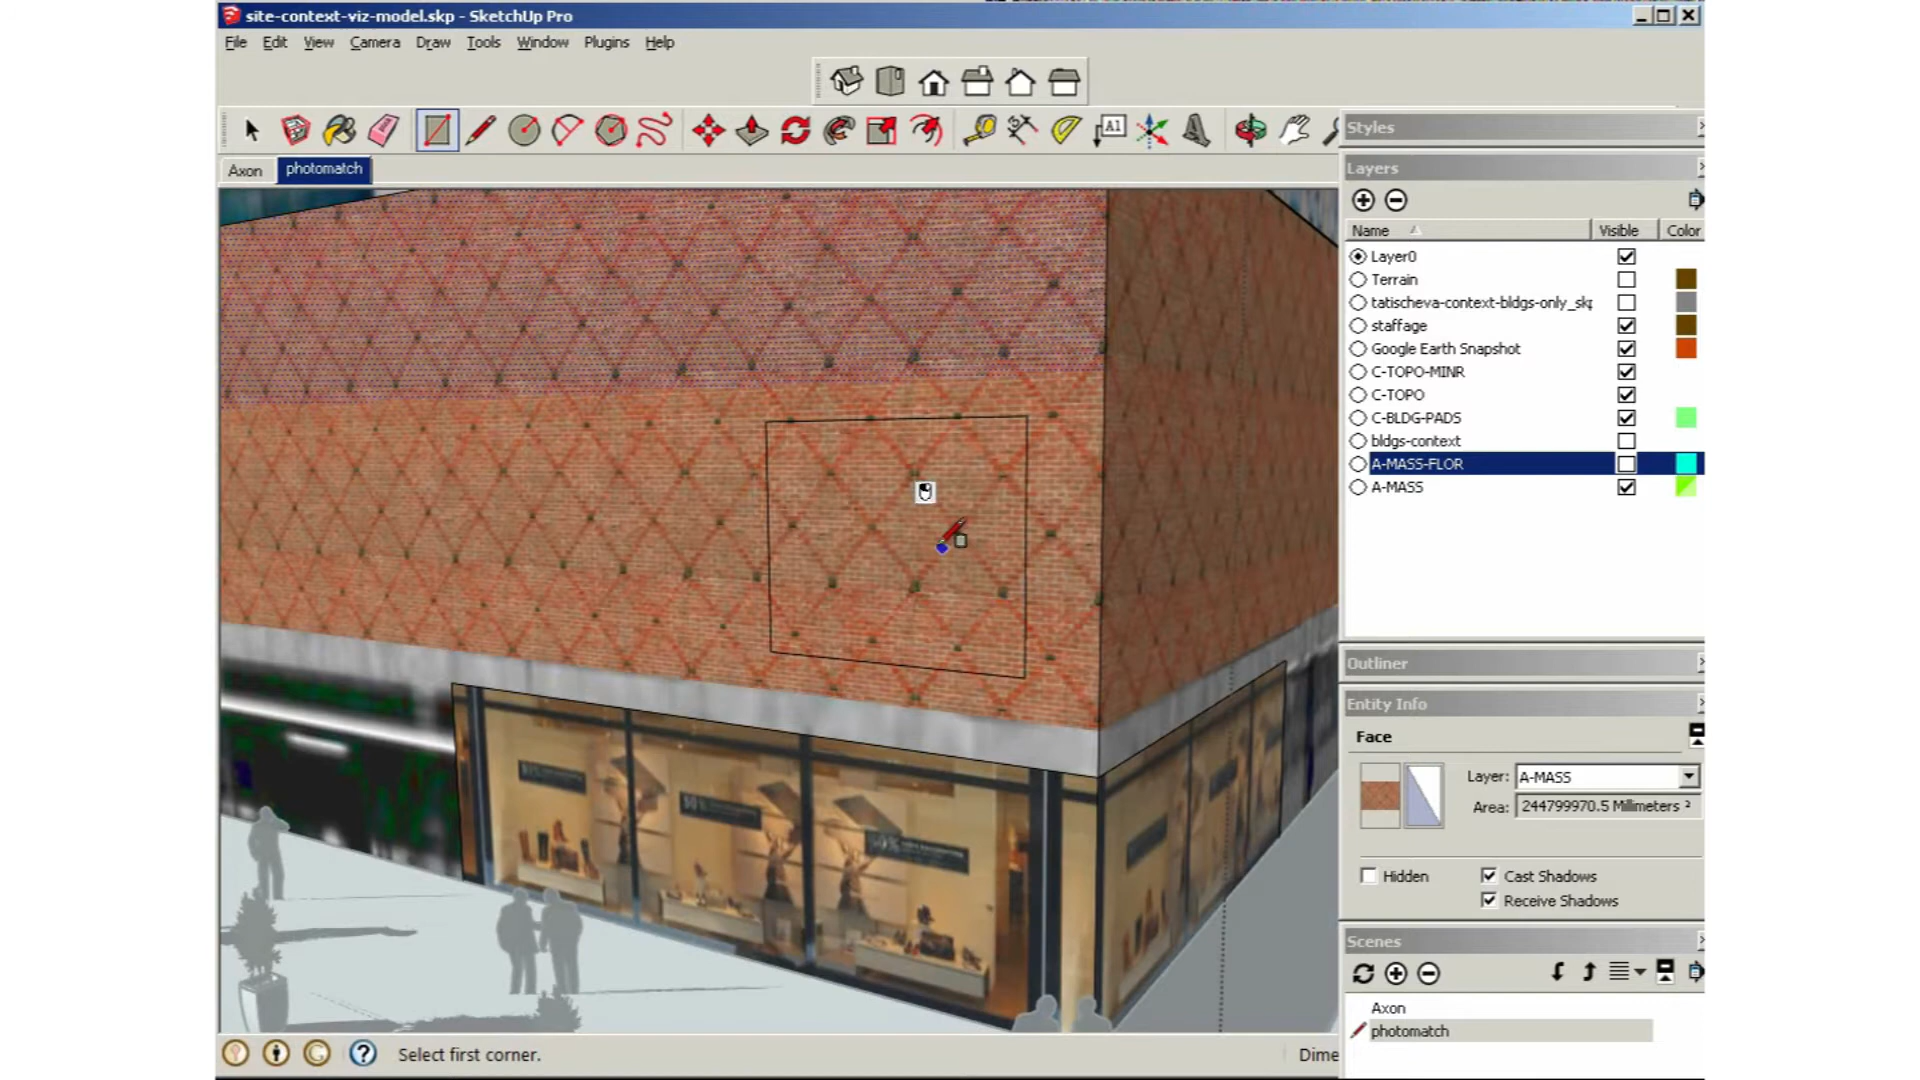 site-context-viz-model.skp - SketchUp Pro
File Edit View Camera Draw Tools Window Plugins Help
A1
Axon photomatch
Styles
Layers
Name Visible Color
Layer0
Terrain
tatischeva-context-bldgs-only_sk
staffage
Google Earth Snapshot
C-TOPO-MINR
C-TOPO
C-BLDG-PADS
bldgs-context
A-MASS-FLOR
A-MASS
Outliner
Entity Info
Face
Layer: A-MASS
Area: 244799970.5 Millimeters ²
Hidden Cast Shadows
Receive Shadows
Scenes
Axon
photomatch
Select first corner.
Dime